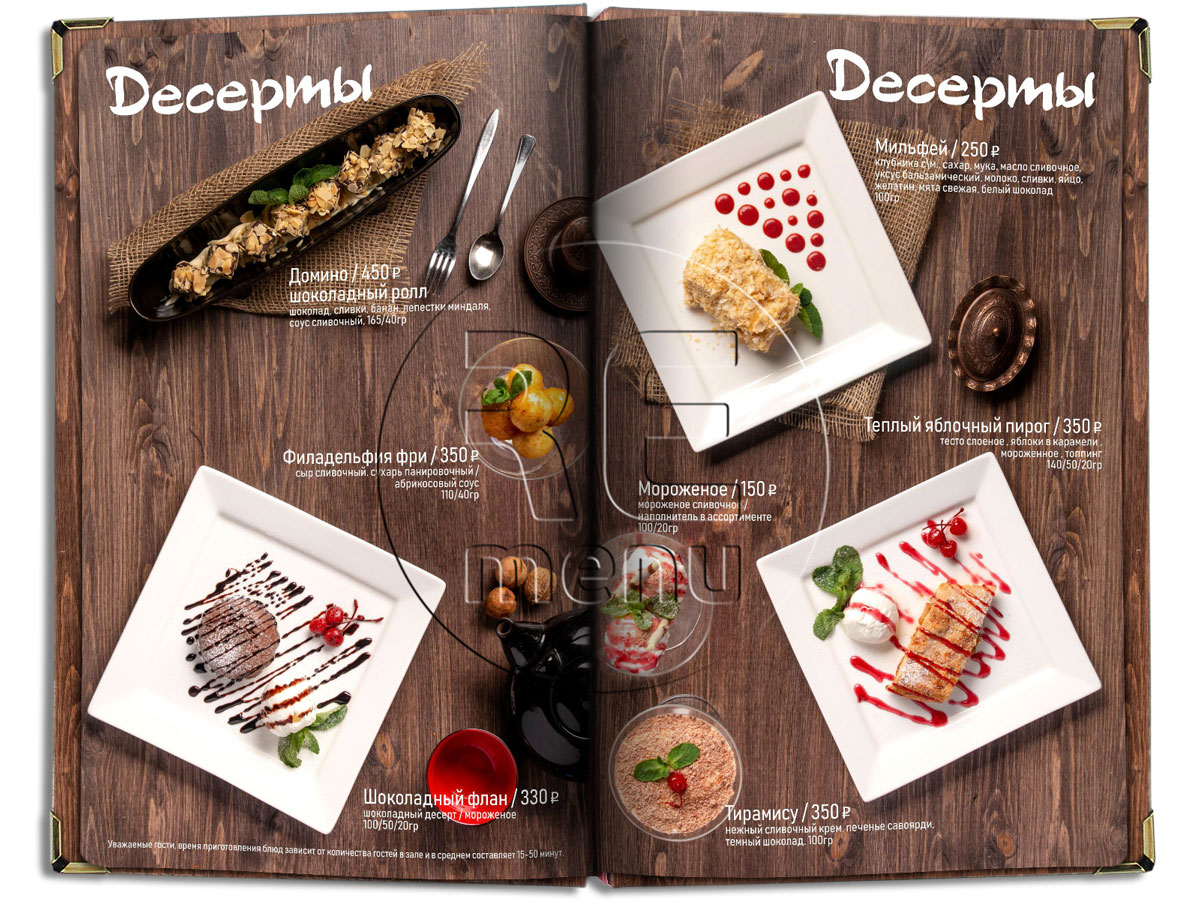 Десерты
Домино / 450 ₽
шоколадный ролл
шоколад, сливки, банан, лепестки миндаля,
соус сливочный, 165/40гр
Филадельфия фри / 350 ₽
сыр сливочный, сухарь панировочный /
абрикосовый соус
110/40гр
Шоколадный флан / 330 ₽
шоколадный десерт / мороженое
100/50/20гр
Уважаемые гости, время приготовления блюд зависит от количества гостей в зале и в среднем составляет 15-50 минут.
Десерты
Мильфей / 250 ₽
клубника с\м., сахар, мука, масло сливочное,
уксус бальзамический, молоко, сливки, яйцо,
желатин, мята свежая, белый шоколад
100гр
Теплый яблочный пирог / 350 ₽
тесто слоеное , яблоки в карамели ,
мороженное , топпинг
140/50/20гр
Мороженое / 150 ₽
мороженое сливочное /
наполнитель в ассортименте
100/20гр
Тирамису / 350 ₽
нежный сливочный крем, печенье савоярди,
темный шоколад, 100гр
menu